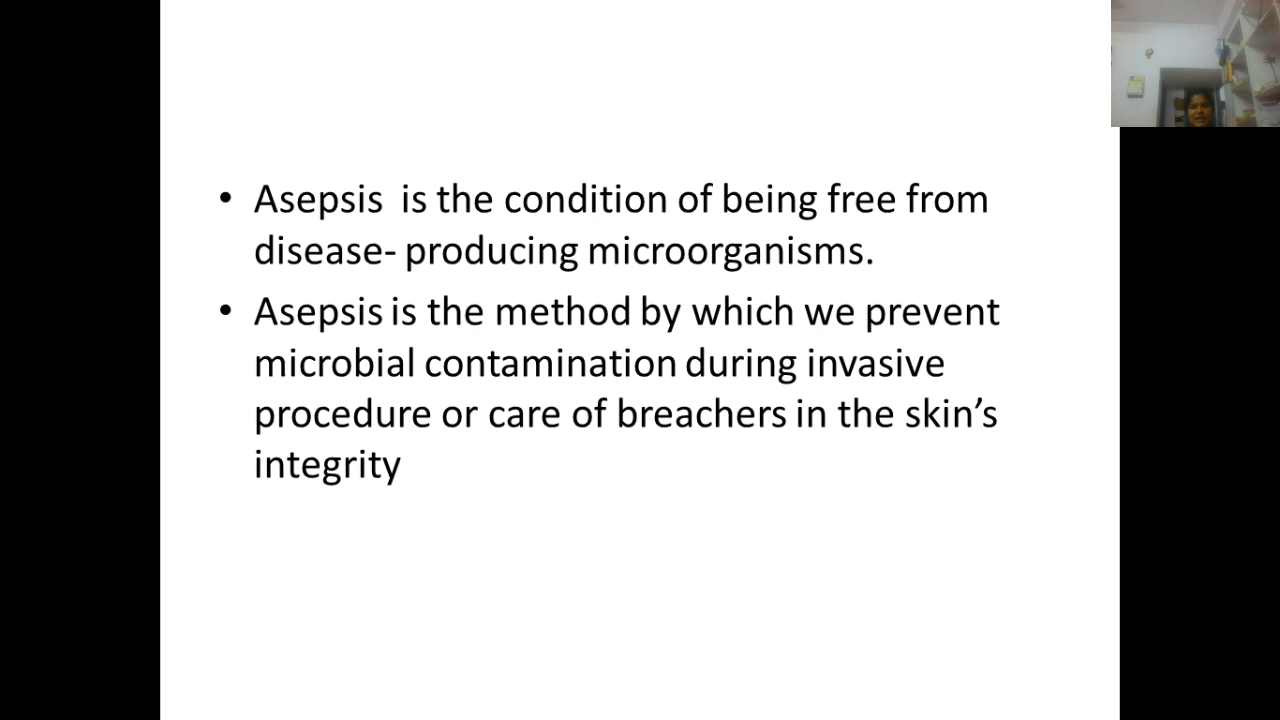 • Asepsis is the condition of being free from
disease- producing microorganisms.
• Asepsis is the method by which we prevent
microbial contamination during invasive
procedure or care of breachers in the skin’s
integrity